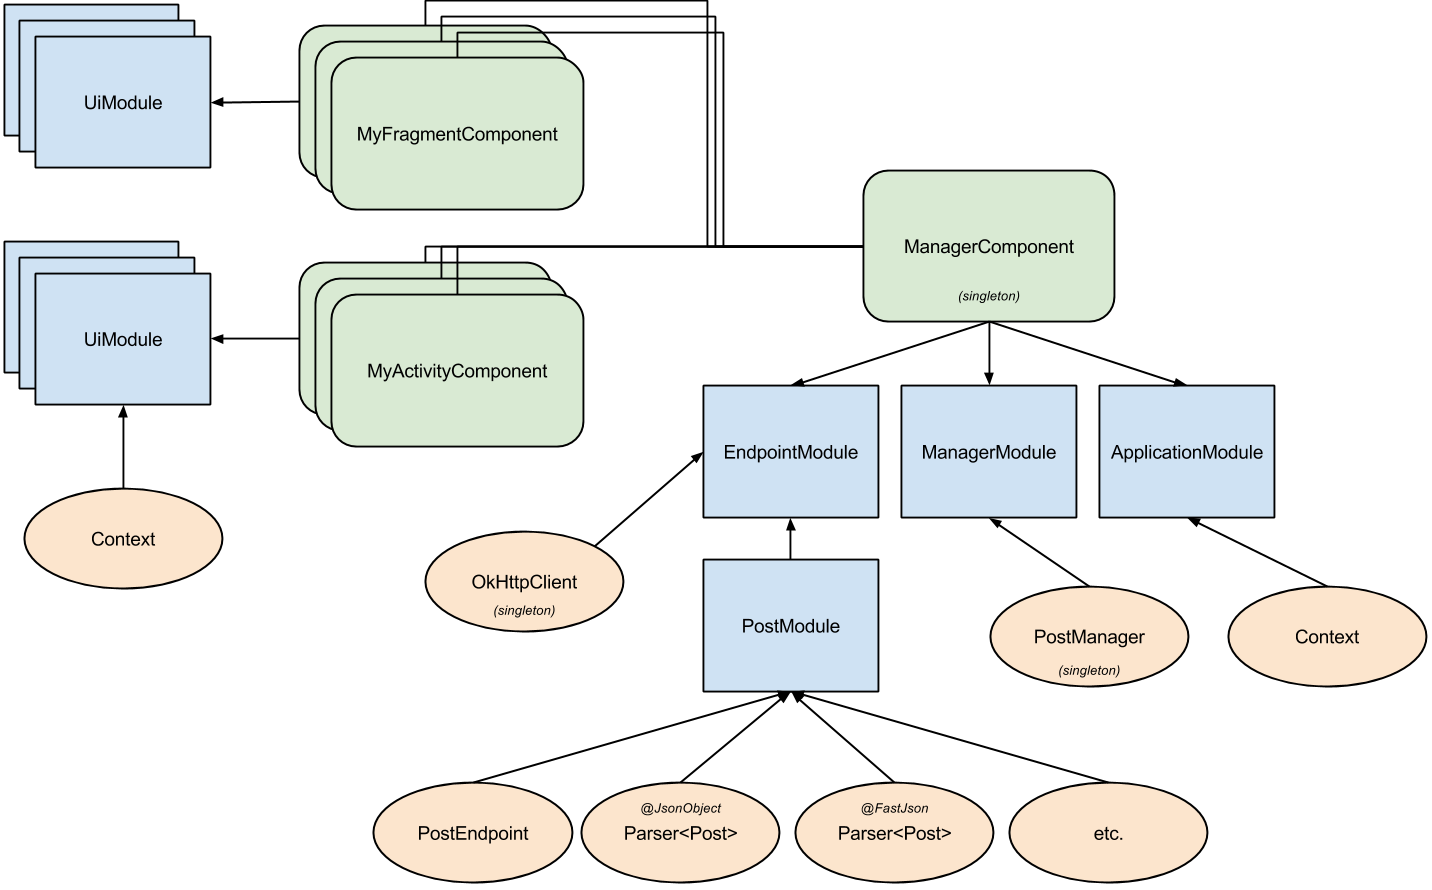 UiModule
MyFragmentComponent
ManagerComponent
(singleton)
UiModule
MyActivityComponent
EndpointModule
ManagerModule
ApplicationModule
Context
OkHttpClient
(singleton)
PostModule
PostManager
(singleton)
Context
PostEndpoint
@JsonObject
Parser<Post>
@FastJson
Parser<Post>
etc.